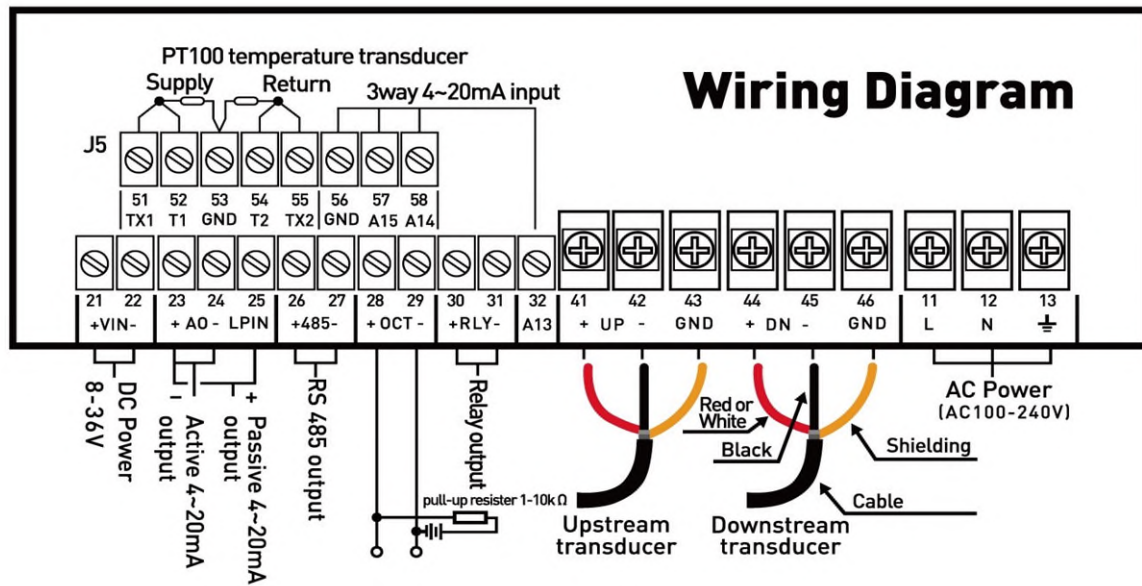 Wiring Diagram
PT100 temperature transducer
Supply Return
3way 4~20mA input
J5
51 52 53 54 55 56 57 58
TX1 T1 GND T2 TX2 GND A15 A14
21 22 23 24 25 26 27 28 29 30 31 32 41 42 43 44 45 46 11 12 13
+VIN- + AO - LPIN +485- + OCT - +RLY- A13 + UP - GND + DN - GND L N
DC Power
8-36V
Active 4~20mA
output
-
Passive 4~20mA
output
+
RS 485 output
Relay output
pull-up resister 1-10kΩ
Red or
White
Black
Shielding
Cable
Upstream
transducer
Downstream
transducer
AC Power
(AC100-240V)